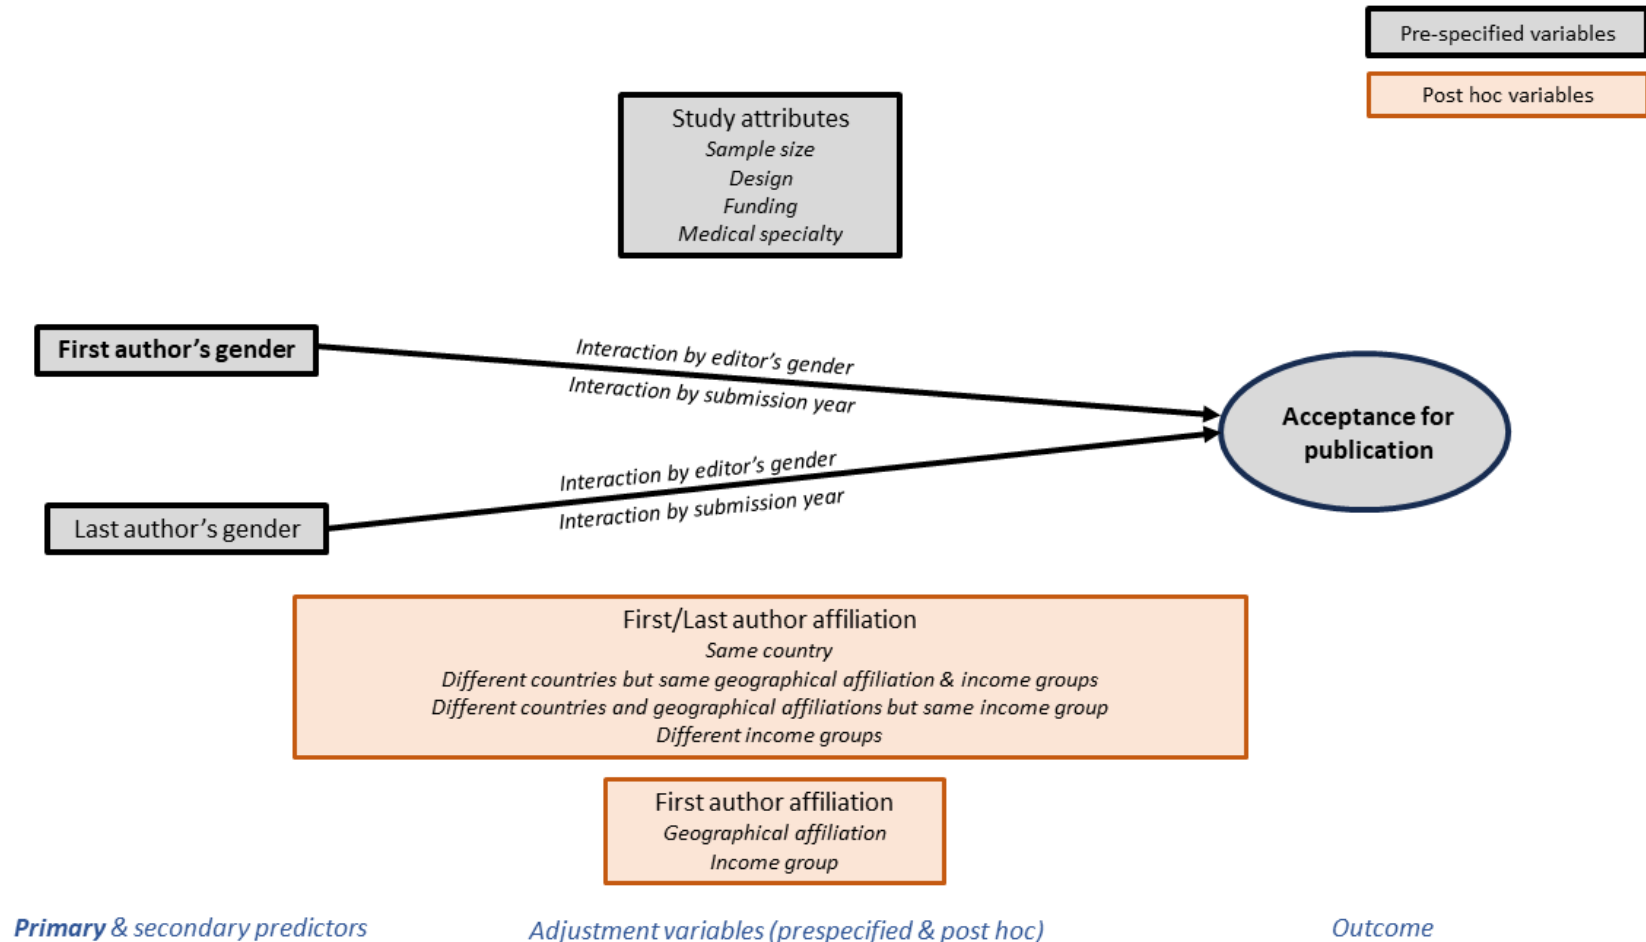 Pre-specified variables
Post hoc variables
Study attributes
Sample size
Design
Funding
Medical specialty
First author's gender
Interaction by editor's gender
Interaction by submission year
Acceptance for
publication
Last author's gender
Interaction by editor's gender
Interaction by submission year
First/Last author affiliation
Same country
Different countries but same geographical affiliation & income groups
Different countries and geographical affiliations but same income group
Different income groups
First author affiliation
Geographical affiliation
Income group
Primary & secondary predictors
Adjustment variables (prespecified & post hoc)
Outcome